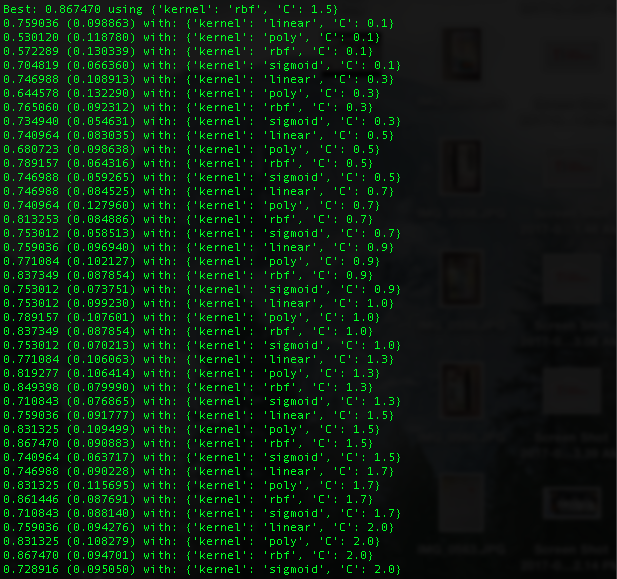 Best: 0.867470 using {'kernel': 'rbf', 'C': 1.5}
0.759036 (0.098863) with: {'kernel': 'linear', 'C': 0.1}
0.530120 (0.118780) with: {'kernel': 'poly', 'C': 0.1}
0.572289 (0.130339) with: {'kernel': 'rbf', 'C': 0.1}
0.704819 (0.066360) with: {'kernel': 'sigmoid', 'C': 0.1}
0.746988 (0.108913) with: {'kernel': 'linear', 'C': 0.3}
0.644578 (0.132290) with: {'kernel': 'poly', 'C': 0.3}
0.765060 (0.092312) with: {'kernel': 'rbf', 'C': 0.3}
0.734940 (0.054631) with: {'kernel': 'sigmoid', 'C': 0.3}
0.740964 (0.083035) with: {'kernel': 'linear', 'C': 0.5}
0.680723 (0.098638) with: {'kernel': 'poly', 'C': 0.5}
0.789157 (0.064316) with: {'kernel': 'rbf', 'C': 0.5}
0.746988 (0.059265) with: {'kernel': 'sigmoid', 'C': 0.5}
0.746988 (0.084525) with: {'kernel': 'linear', 'C': 0.7}
0.740964 (0.127960) with: {'kernel': 'poly', 'C': 0.7}
0.813253 (0.084886) with: {'kernel': 'rbf', 'C': 0.7}
0.753012 (0.058513) with: {'kernel': 'sigmoid', 'C': 0.7}
0.759036 (0.096940) with: {'kernel': 'linear', 'C': 0.9}
0.771084 (0.102127) with: {'kernel': 'poly', 'C': 0.9}
0.837349 (0.087854) with: {'kernel': 'rbf', 'C': 0.9}
0.753012 (0.073751) with: {'kernel': 'sigmoid', 'C': 0.9}
0.753012 (0.099230) with: {'kernel': 'linear', 'C': 1.0}
0.789157 (0.107601) with: {'kernel': 'poly', 'C': 1.0}
0.837349 (0.087854) with: {'kernel': 'rbf', 'C': 1.0}
0.753012 (0.070213) with: {'kernel': 'sigmoid', 'C': 1.0}
0.771084 (0.106063) with: {'kernel': 'linear', 'C': 1.3}
0.819277 (0.106414) with: {'kernel': 'poly', 'C': 1.3}
0.849398 (0.079990) with: {'kernel': 'rbf', 'C': 1.3}
0.710843 (0.076865) with: {'kernel': 'sigmoid', 'C': 1.3}
0.759036 (0.091777) with: {'kernel': 'linear', 'C': 1.5}
0.831325 (0.109499) with: {'kernel': 'poly', 'C': 1.5}
0.867470 (0.090883) with: {'kernel': 'rbf', 'C': 1.5}
0.740964 (0.063717) with: {'kernel': 'sigmoid', 'C': 1.5}
0.746988 (0.090228) with: {'kernel': 'linear', 'C': 1.7}
0.831325 (0.115695) with: {'kernel': 'poly', 'C': 1.7}
0.861446 (0.087691) with: {'kernel': 'rbf', 'C': 1.7}
0.710843 (0.088140) with: {'kernel': 'sigmoid', 'C': 1.7}
0.759036 (0.094276) with: {'kernel': 'linear', 'C': 2.0}
0.831325 (0.108279) with: {'kernel': 'poly', 'C': 2.0}
0.867470 (0.094701) with: {'kernel': 'rbf', 'C': 2.0}
0.728916 (0.095050) with: {'kernel': 'sigmoid', 'C': 2.0}